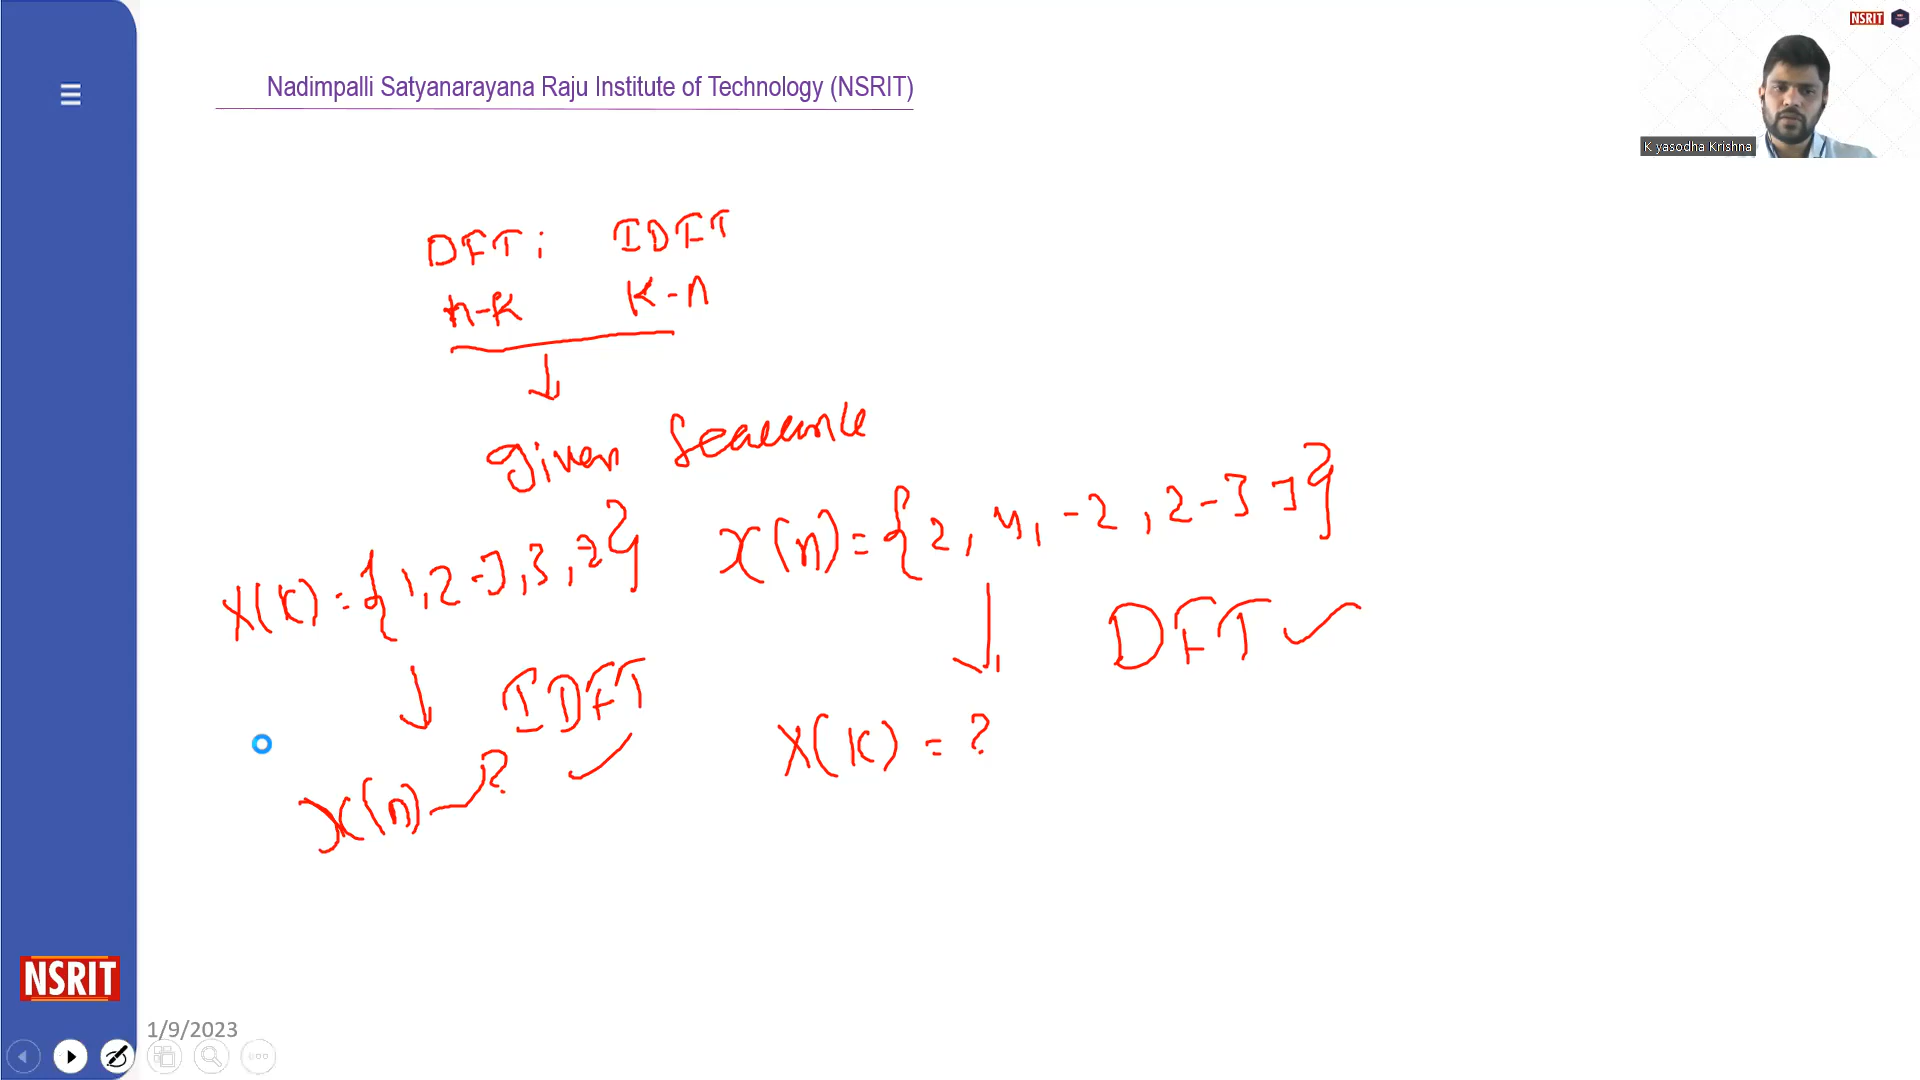 NSRIT
Nadimpalli Satyanarayana Raju Institute of Technology (NSRIT)
K yasodha Krishna
DFT; IDFT
n-k K-n
given
X(K)={1,2-J,3,2} x(n)={2,4,-2,2-3J}
IDFT DFT
x(n) ? X(K)=?
NSRIT
1/9/2023